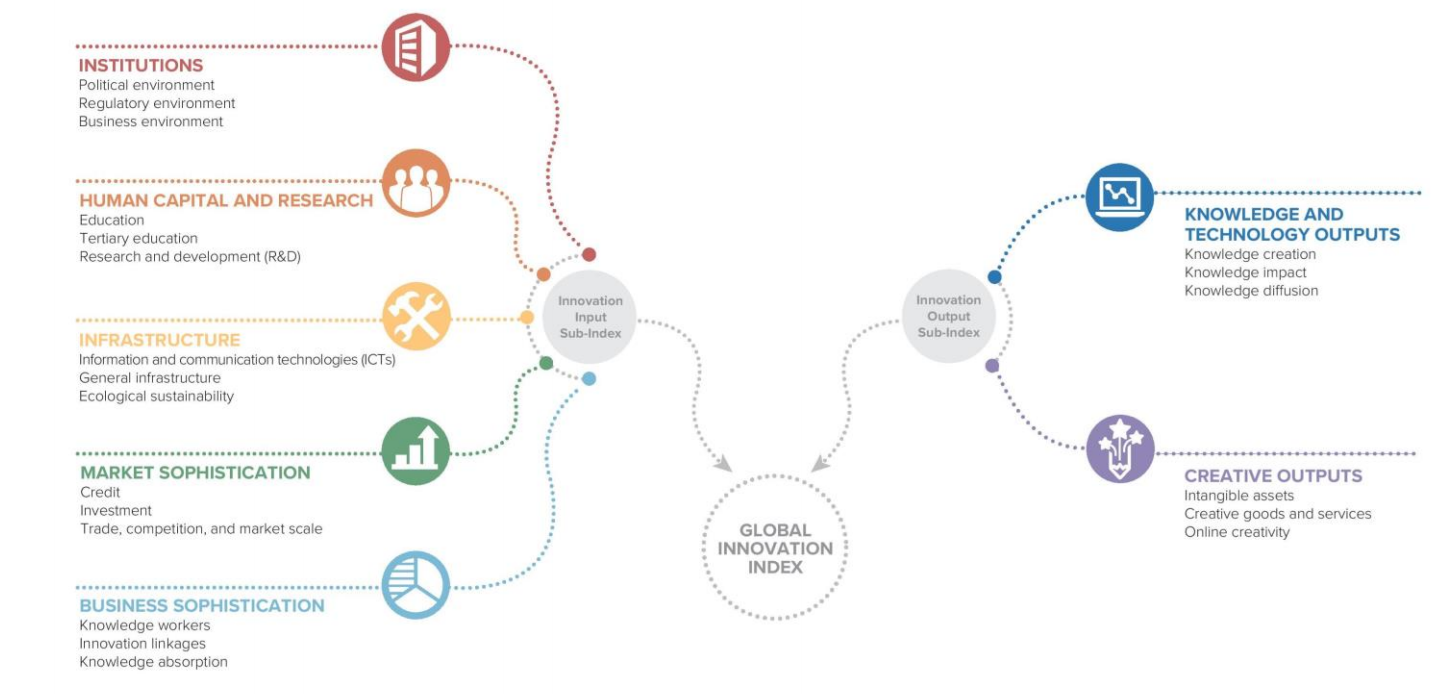 INSTITUTIONS
Political environment
Regulatory environment
Business environment
HUMAN CAPITAL AND RESEARCH
Education
Tertiary education
Research and development (R&D)
INFRASTRUCTURE
Information and communication technologies (ICTs)
General infrastructure
Ecological sustainability
MARKET SOPHISTICATION
Credit
Investment
Trade, competition, and market scale
BUSINESS SOPHISTICATION
Knowledge workers
Innovation linkages
Knowledge absorption
Innovation
Input
Sub-Index
GLOBAL
INNOVATION
INDEX
Innovation
Output
Sub-Index
KNOWLEDGE AND
TECHNOLOGY OUTPUTS
Knowledge creation
Knowledge impact
Knowledge diffusion
CREATIVE OUTPUTS
Intangible assets
Creative goods and services
Online creativity